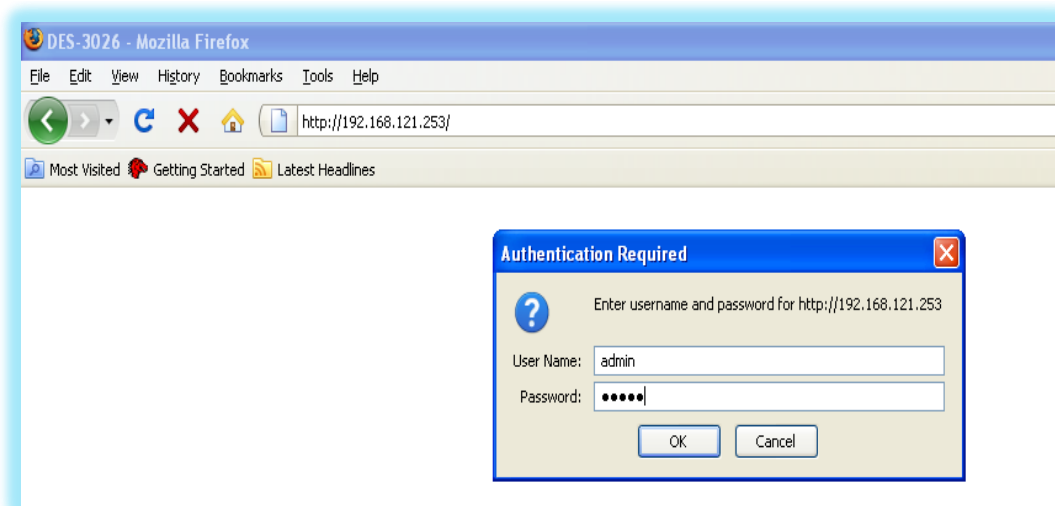 DES-3026 - Mozilla Firefox
File Edit View History Bookmarks Tools Help
http://192.168.121.253/
Most Visited Getting Started Latest Headlines
Authentication Required
Enter username and password for http://192.168.121.253
User Name: admin
Password: •••••
OK Cancel